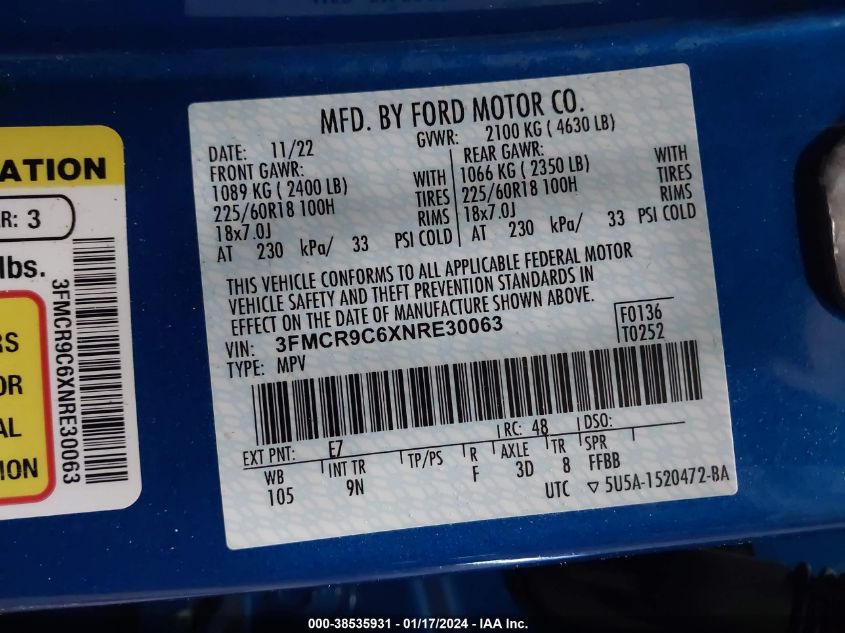 ATION
R: 3
lbs.
3FMCR9C6XNRE30063
RS
OR
AL
ION
MFD. BY FORD MOTOR CO.
DATE: 11/22 GVWR: 2100 KG ( 4630 LB)
FRONT GAWR: REAR GAWR:
1089 KG ( 2400 LB) WITH 1066 KG ( 2350 LB) WITH
225/60R18 100H TIRES 225/60R18 100H TIRES
18x7.0J RIMS 18x7.0J RIMS
AT 230 kPa/ 33 PSI COLD AT 230 kPa/ 33 PSI COLD
THIS VEHICLE CONFORMS TO ALL APPLICABLE FEDERAL MOTOR
VEHICLE SAFETY AND THEFT PREVENTION STANDARDS IN
EFFECT ON THE DATE OF MANUFACTURE SHOWN ABOVE.
VIN: 3FMCR9C6XNRE30063 F0136
TYPE: MPV T0252
EXT PNT: E7 RC: 48 DSO:
WB INT TR TP/PS R AXLE TR SPR
105 9N F 3D 8 FFBB
UTC ▽ 5U5A-1520472-BA
000-38535931 - 01/17/2024 - IAA Inc.